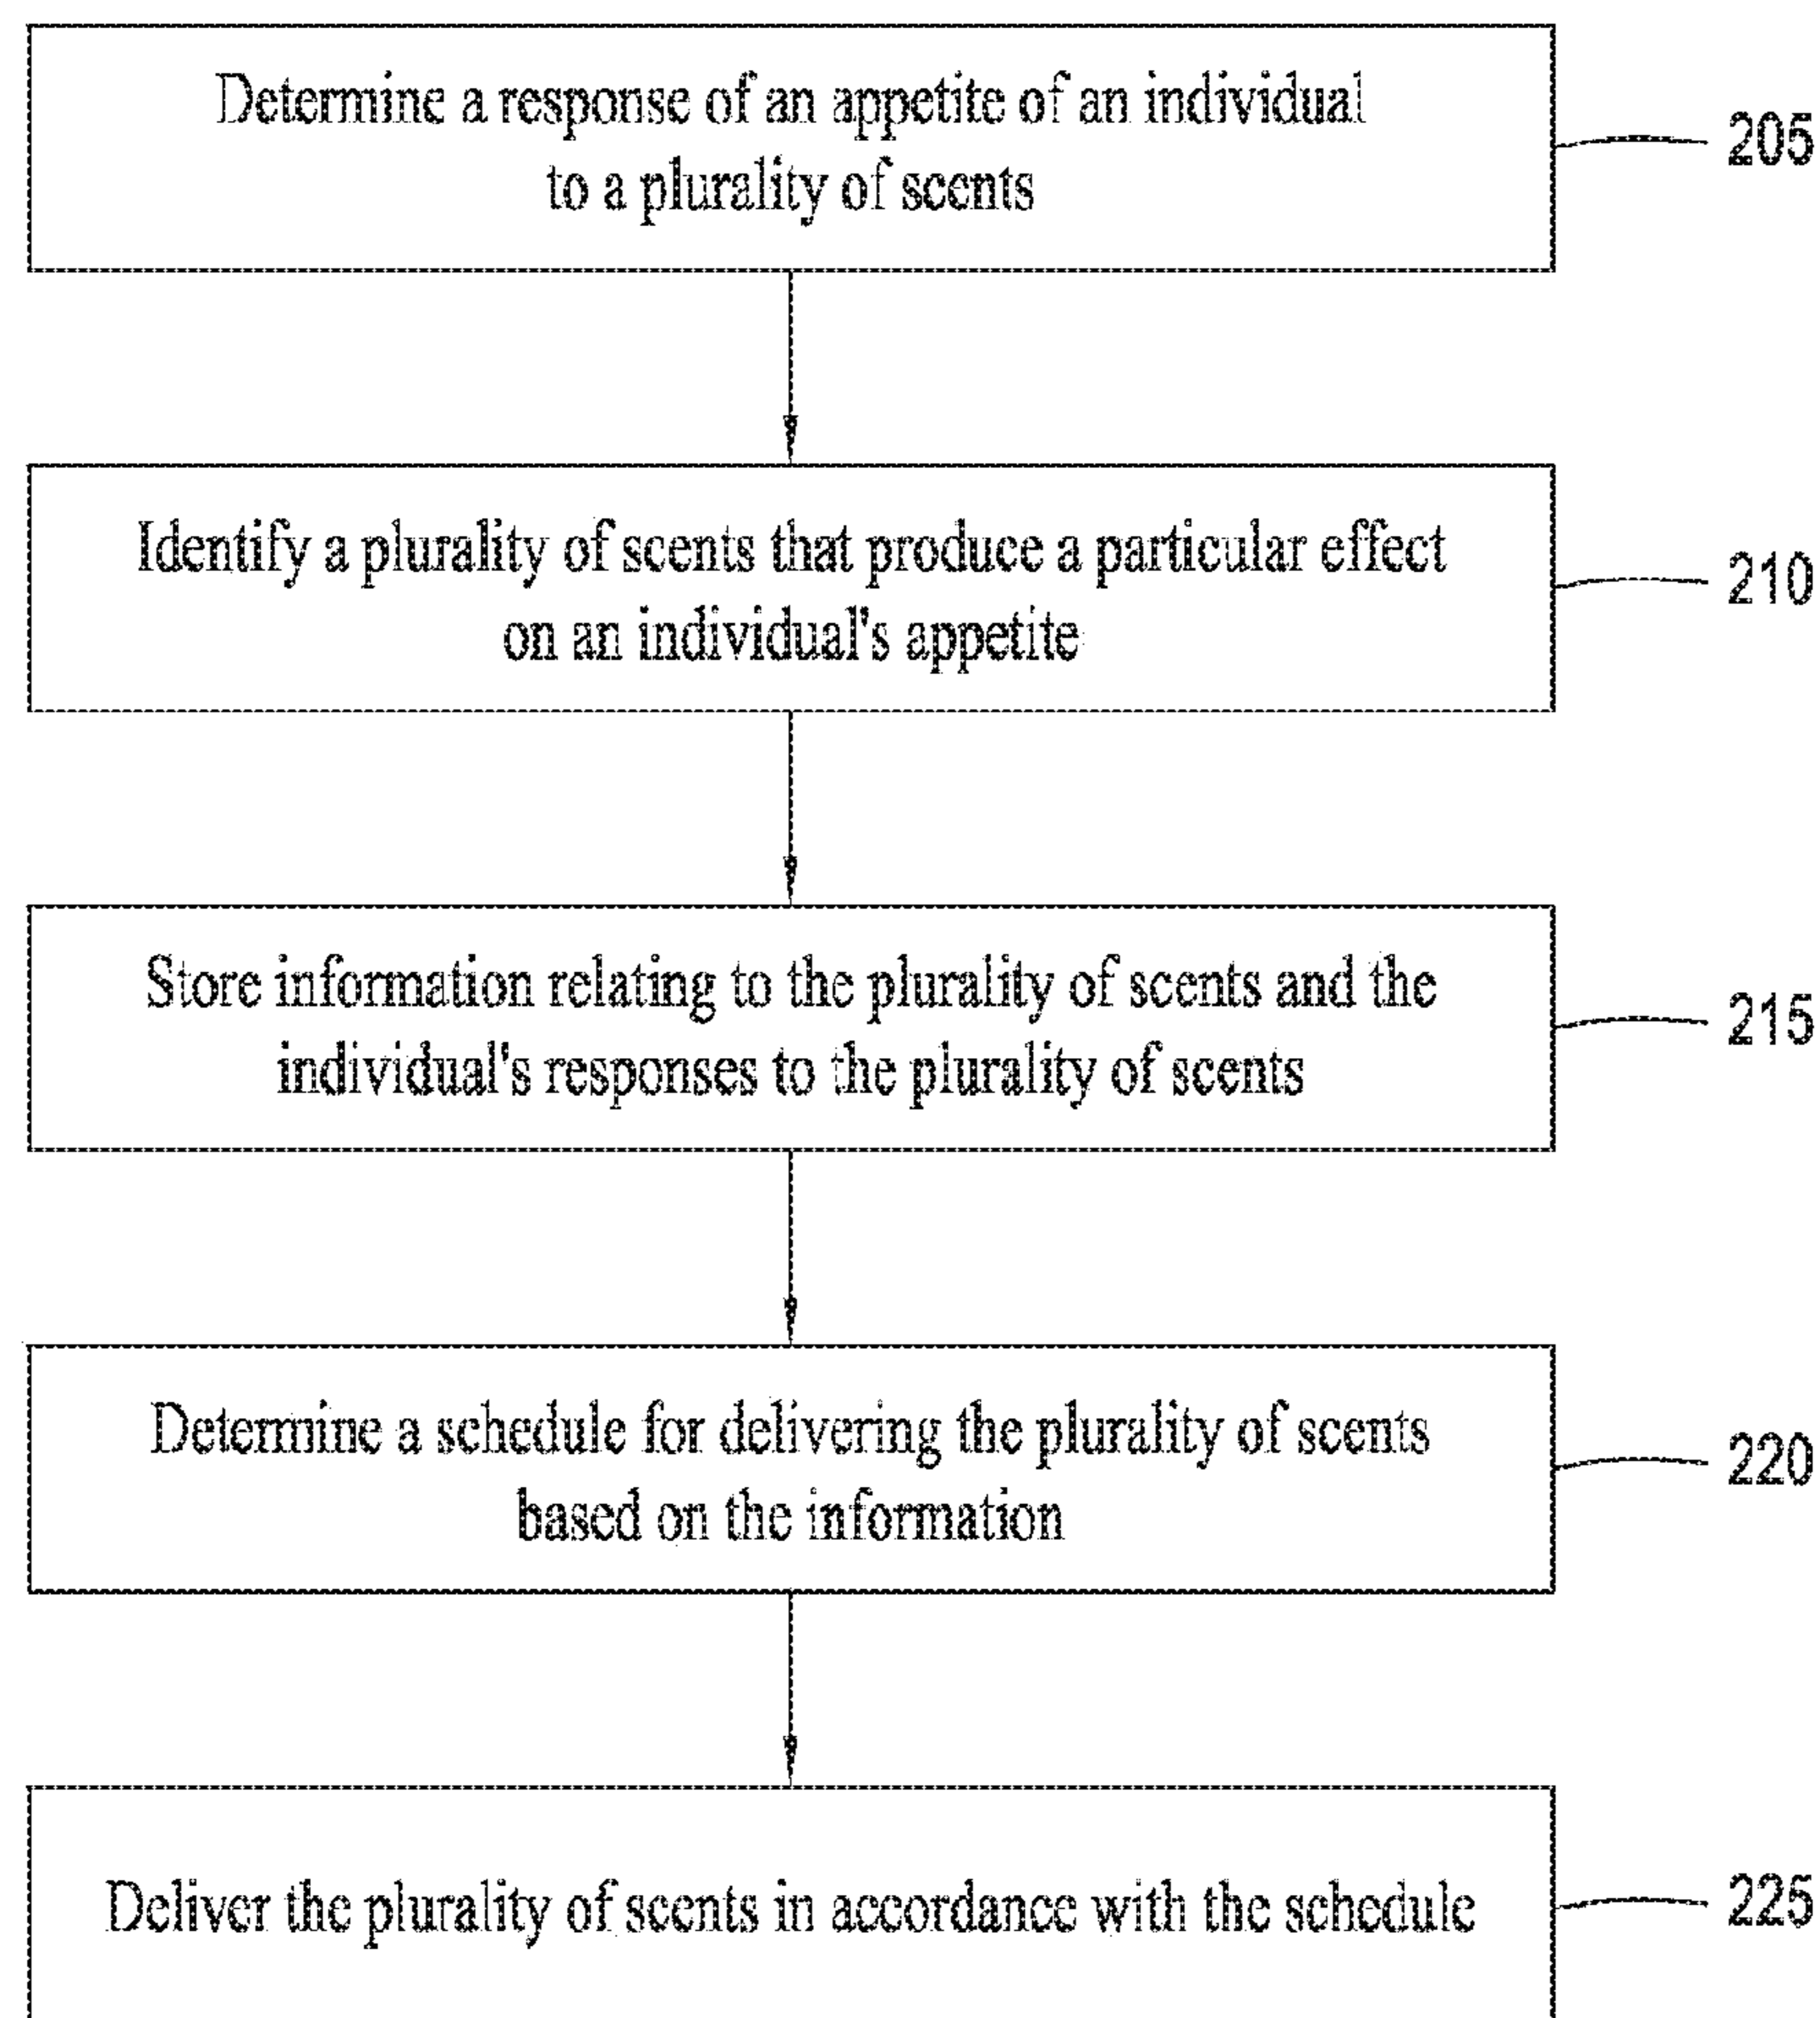 Determine a response of an appetite of an individual
to a plurality of scents
205
Identify a plurality of scents that produce a particular effect
on an individual's appetite
210
Store information relating to the plurality of scents and the
individual's responses to the plurality of scents
215
Determine a schedule for delivering the plurality of scents
based on the information
220
Deliver the plurality of scents in accordance with the schedule
225